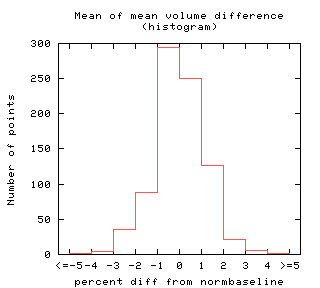 Mean of mean volume difference
(histogram)
300
250
200
150
100
50
0
Number of points
<=-5 -4 -3 -2 -1 0 1 2 3 4 >=5
percent diff from normbaseline